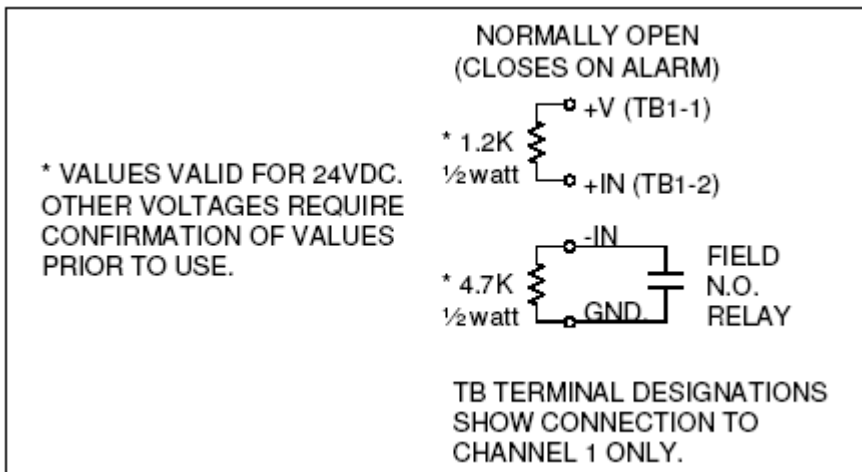 NORMALLY OPEN
(CLOSES ON ALARM)
+V (TB1-1)
* 1.2K
½watt
+IN (TB1-2)
* VALUES VALID FOR 24VDC.
OTHER VOLTAGES REQUIRE
CONFIRMATION OF VALUES
PRIOR TO USE.
-IN
* 4.7K
½watt
GND.
FIELD
N.O.
RELAY
TB TERMINAL DESIGNATIONS
SHOW CONNECTION TO
CHANNEL 1 ONLY.